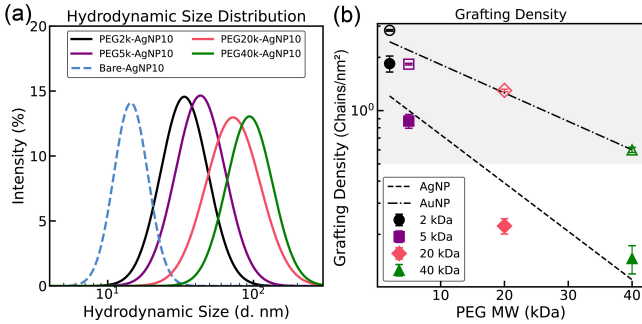 (a)
Hydrodynamic Size Distribution
20
15
10
5
0
Intensity (%)
PEG2k-AgNP10
PEG5k-AgNP10
Bare-AgNP10
PEG20k-AgNP10
PEG40k-AgNP10
10¹
10²
Hydrodynamic Size (d. nm)
(b)
Grafting Density
Grafting Density (Chains/nm²)
10⁰
AgNP
AuNP
2 kDa
5 kDa
20 kDa
40 kDa
0
10
20
30
40
PEG MW (kDa)